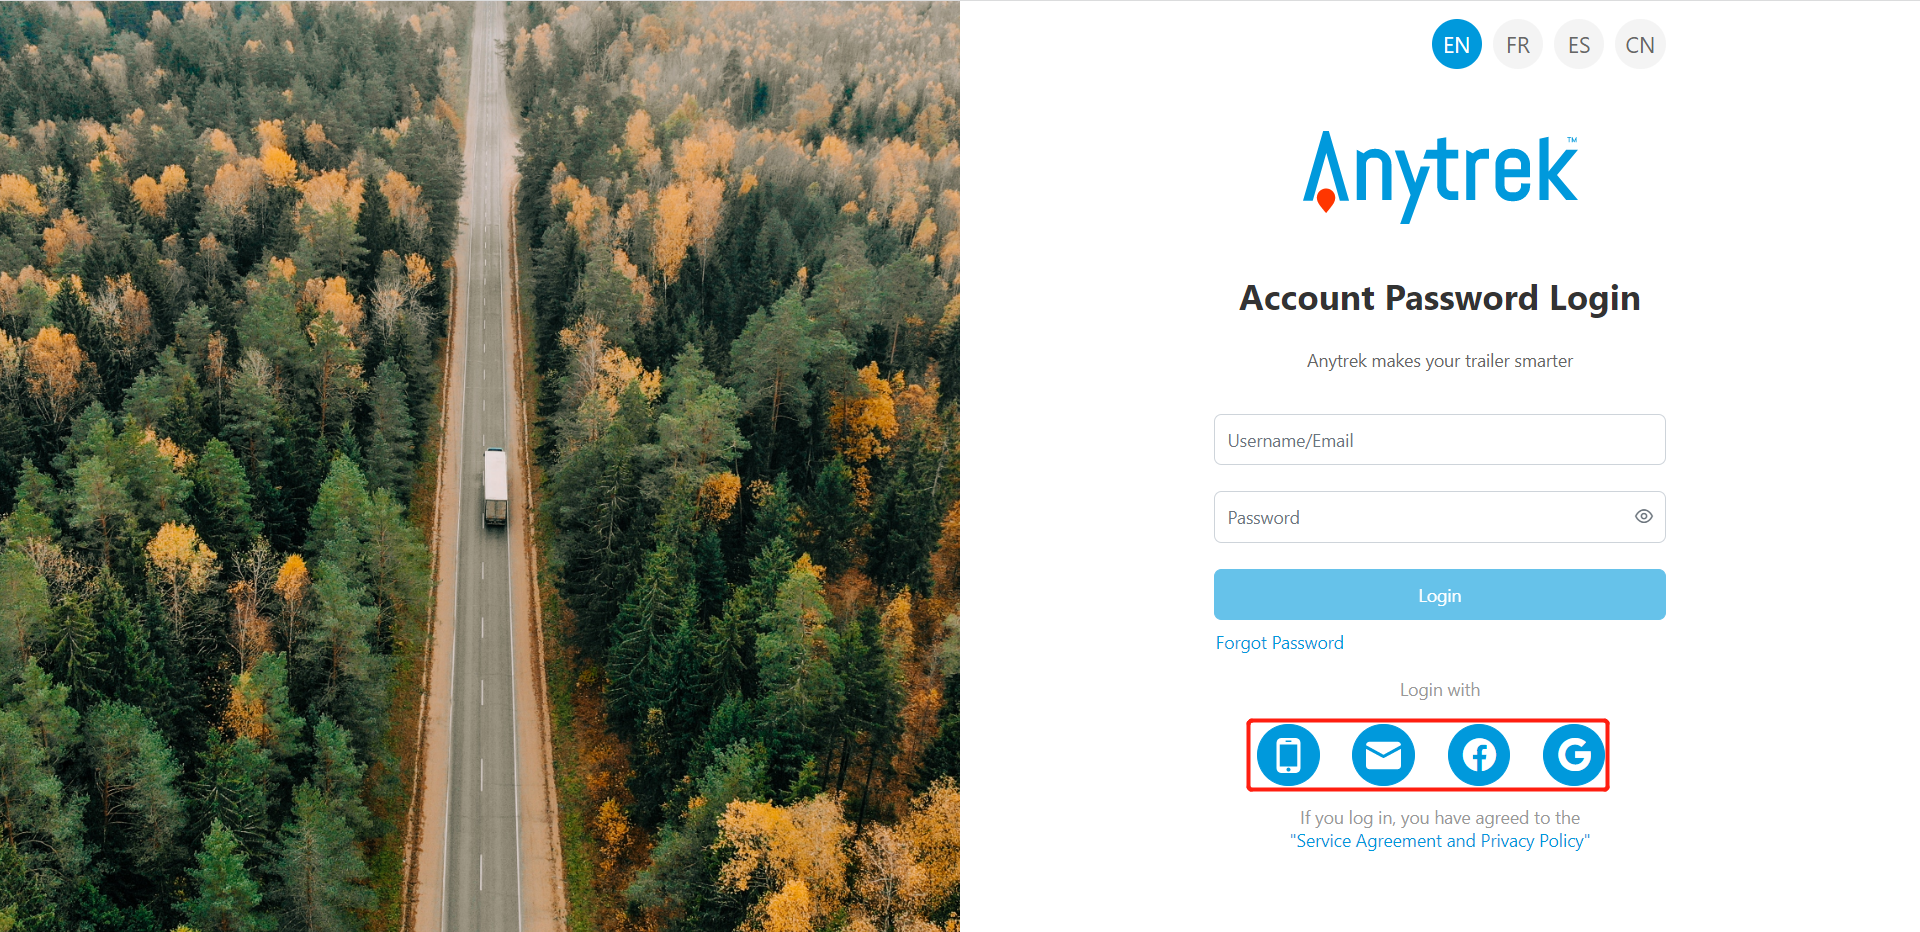 EN FR ES CN
Anytrek™
Account Password Login
Anytrek makes your trailer smarter
Username/Email
Password
Login
Forgot Password
Login with
If you log in, you have agreed to the
"Service Agreement and Privacy Policy"